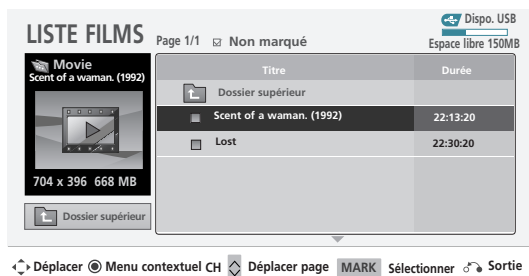 LISTE FILMS
Page 1/1 Non marqué
Dispo. USB
Espace libre 150MB
Movie
Scent of a waman. (1992)
704 x 396 668 MB
Dossier supérieur
Titre Durée
Dossier supérieur
Scent of a waman. (1992) 22:13:20
Lost 22:30:20
Déplacer Menu contextuel CH Déplacer page MARK Sélectionner Sortie